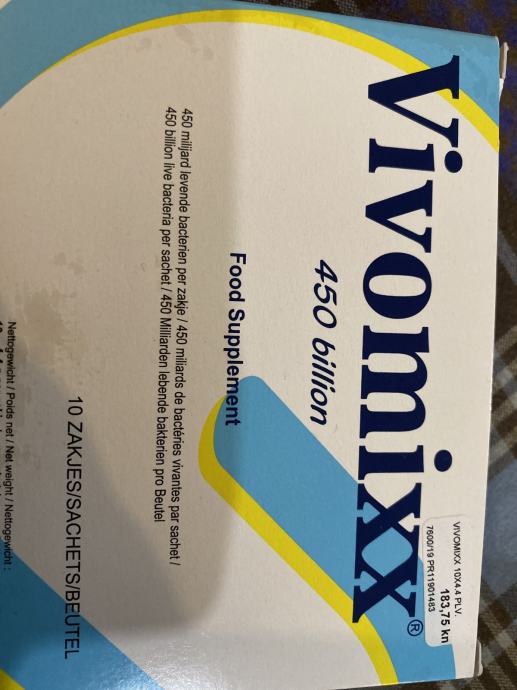 Vivomixx®
VIVOMIXX 10X4.4 PLV.
183,75 kn
7600/19 PR11901483
450 billion
Food Supplement
450 miljard levende bacterien per zakje / 450 miliards de bactéries vivantes par sachet /
450 billion live bacteria per sachet / 450 Milliarden lebende bakterien pro Beutel
10 ZAKJES/SACHETS/BEUTEL
Nettogewicht / Poids net / Net weight / Nettogewicht :